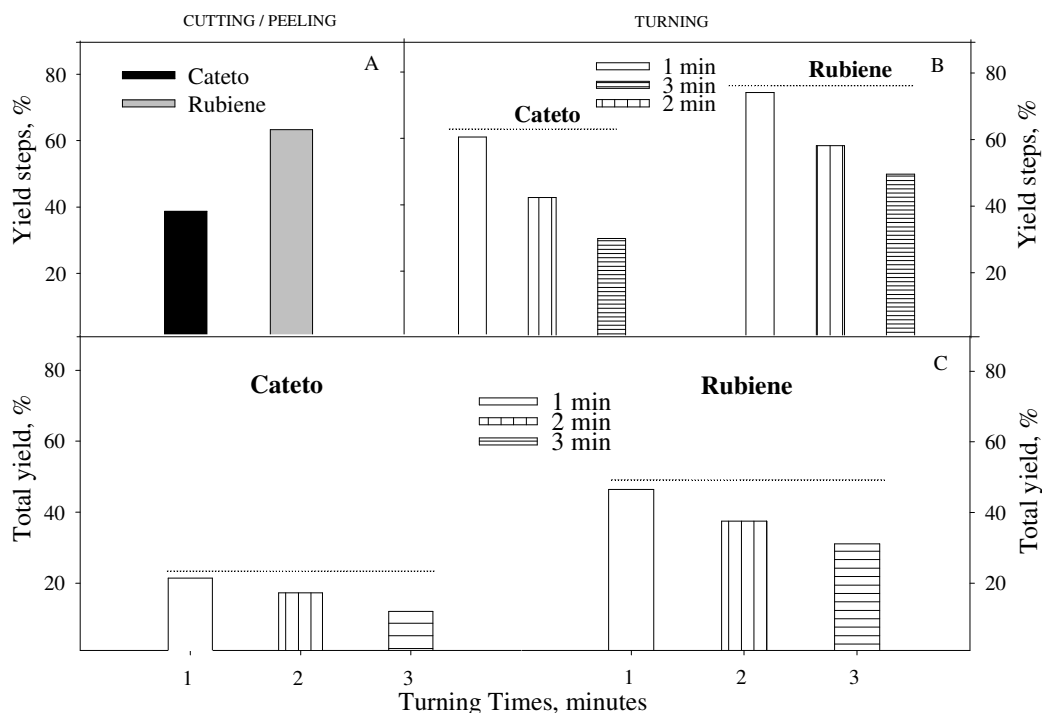 CUTTING / PEELING
TURNING
80
60
40
20
Yield steps, %
A
Cateto
Rubiene
1 min
3 min
2 min
Cateto
Rubiene
B
80
60
40
20
Yield steps, %
80
60
40
20
Total yield, %
Cateto
1 min
2 min
3 min
Rubiene
C
80
60
40
20
Total yield, %
1 2 3 1 2 3
Turning Times, minutes